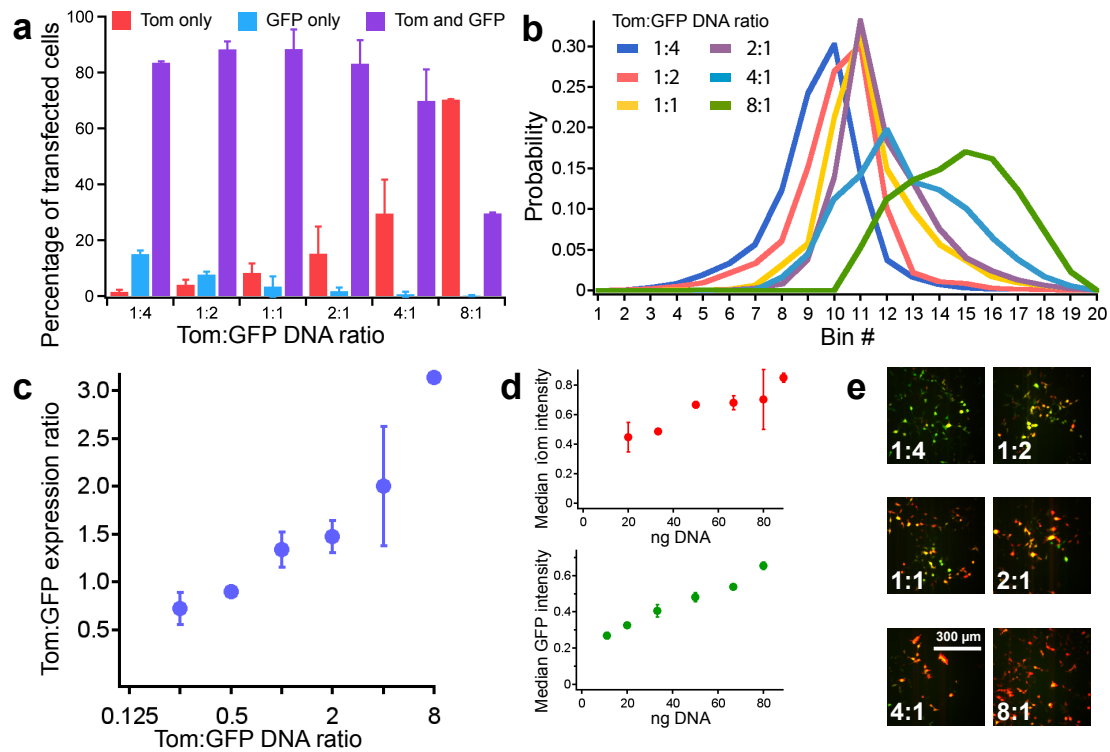 a
Tom only
GFP only
Tom and GFP
Percentage of transfected cells
100
80
60
40
20
0
1:4
1:2
1:1
2:1
4:1
8:1
Tom:GFP DNA ratio
b
Tom:GFP DNA ratio
1:4
2:1
1:2
4:1
1:1
8:1
Probability
0.30
0.25
0.20
0.15
0.10
0.05
0
1 2 3 4 5 6 7 8 9 10 11 12 13 14 15 16 17 18 19 20
Bin #
c
Tom:GFP expression ratio
3.0
2.5
2.0
1.5
1.0
0.5
0.125
0.5
2
8
Tom:GFP DNA ratio
d
Median Tom intensity
0.8
0.6
0.4
0.2
0
0
20
40
60
80
ng DNA
Median GFP intensity
0.6
0.4
0.2
0
0
20
40
60
80
ng DNA
e
1:4
1:2
1:1
2:1
300 µm
4:1
8:1